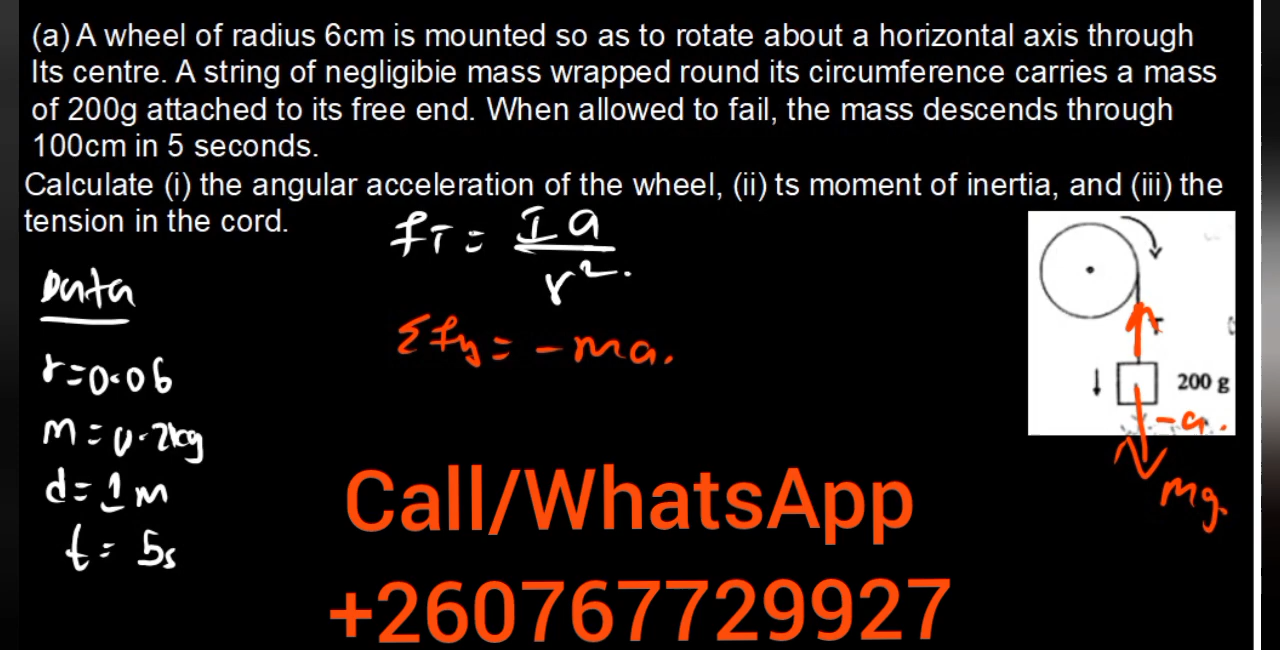 (a) A wheel of radius 6cm is mounted so as to rotate about a horizontal axis through
Its centre. A string of negligibie mass wrapped round its circumference carries a mass
of 200g attached to its free end. When allowed to fail, the mass descends through
100cm in 5 seconds.
Calculate (i) the angular acceleration of the wheel, (ii) ts moment of inertia, and (iii) the
tension in the cord.
Data
r=0.06
m=0.2kg
d=1m
t=5s
fT = Ia
r².
Σfy = -ma.
T
200 g
-a.
mg.
Call/WhatsApp
+260767729927